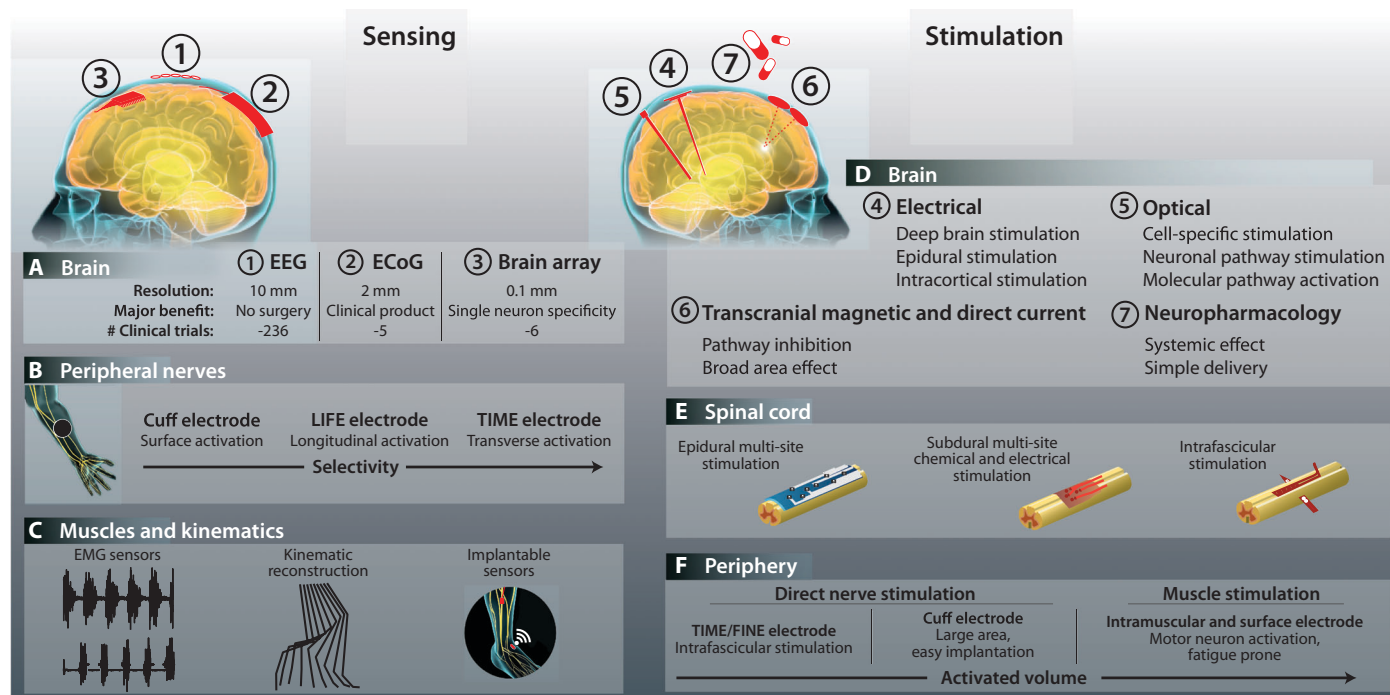 Sensing
1
3
2
A Brain
1 EEG
2 ECoG
3 Brain array
Resolution: 10 mm 2 mm 0.1 mm
Major benefit: No surgery Clinical product Single neuron specificity
# Clinical trials: -236 -5 -6
B Peripheral nerves
Cuff electrode
Surface activation
LIFE electrode
Longitudinal activation
TIME electrode
Transverse activation
Selectivity
C Muscles and kinematics
EMG sensors
Kinematic
reconstruction
Implantable
sensors
Stimulation
7
4
6
5
D Brain
4 Electrical
Deep brain stimulation
Epidural stimulation
Intracortical stimulation
5 Optical
Cell-specific stimulation
Neuronal pathway stimulation
Molecular pathway activation
6 Transcranial magnetic and direct current
Pathway inhibition
Broad area effect
7 Neuropharmacology
Systemic effect
Simple delivery
E Spinal cord
Epidural multi-site
stimulation
Subdural multi-site
chemical and electrical
stimulation
Intrafascicular
stimulation
F Periphery
Direct nerve stimulation
TIME/FINE electrode
Intrafascicular stimulation
Cuff electrode
Large area,
easy implantation
Muscle stimulation
Intramuscular and surface electrode
Motor neuron activation,
fatigue prone
Activated volume